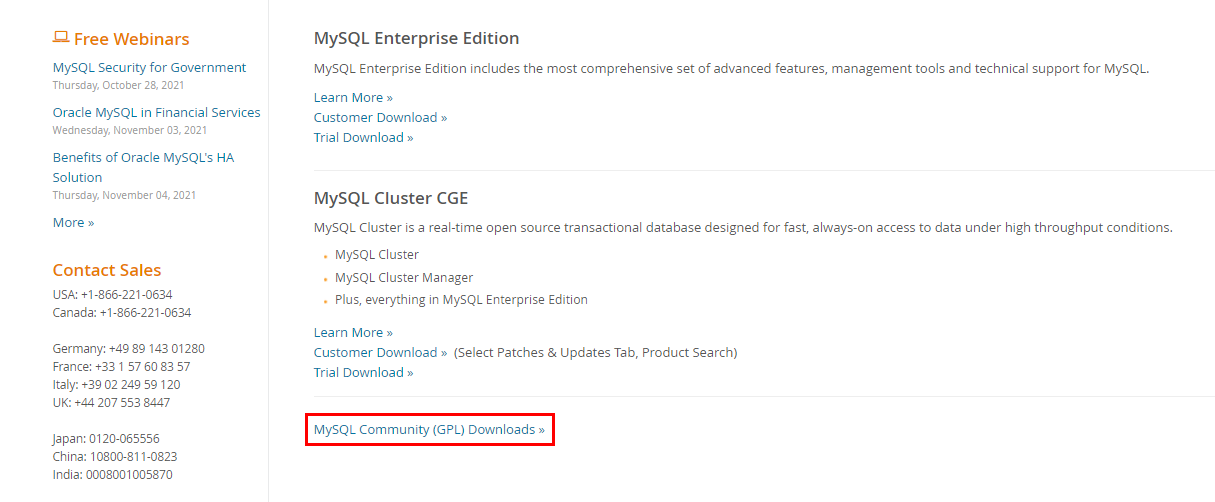 Free Webinars
MySQL Security for Government
Thursday, October 28, 2021
Oracle MySQL in Financial Services
Wednesday, November 03, 2021
Benefits of Oracle MySQL's HA
Solution
Thursday, November 04, 2021
More »
Contact Sales
USA: +1-866-221-0634
Canada: +1-866-221-0634
Germany: +49 89 143 01280
France: +33 1 57 60 83 57
Italy: +39 02 249 59 120
UK: +44 207 553 8447
Japan: 0120-065556
China: 10800-811-0823
India: 0008001005870
MySQL Enterprise Edition
MySQL Enterprise Edition includes the most comprehensive set of advanced features, management tools and technical support for MySQL.
Learn More »
Customer Download »
Trial Download »
MySQL Cluster CGE
MySQL Cluster is a real-time open source transactional database designed for fast, always-on access to data under high throughput conditions.
MySQL Cluster
MySQL Cluster Manager
Plus, everything in MySQL Enterprise Edition
Learn More »
Customer Download » (Select Patches & Updates Tab, Product Search)
Trial Download »
MySQL Community (GPL) Downloads »